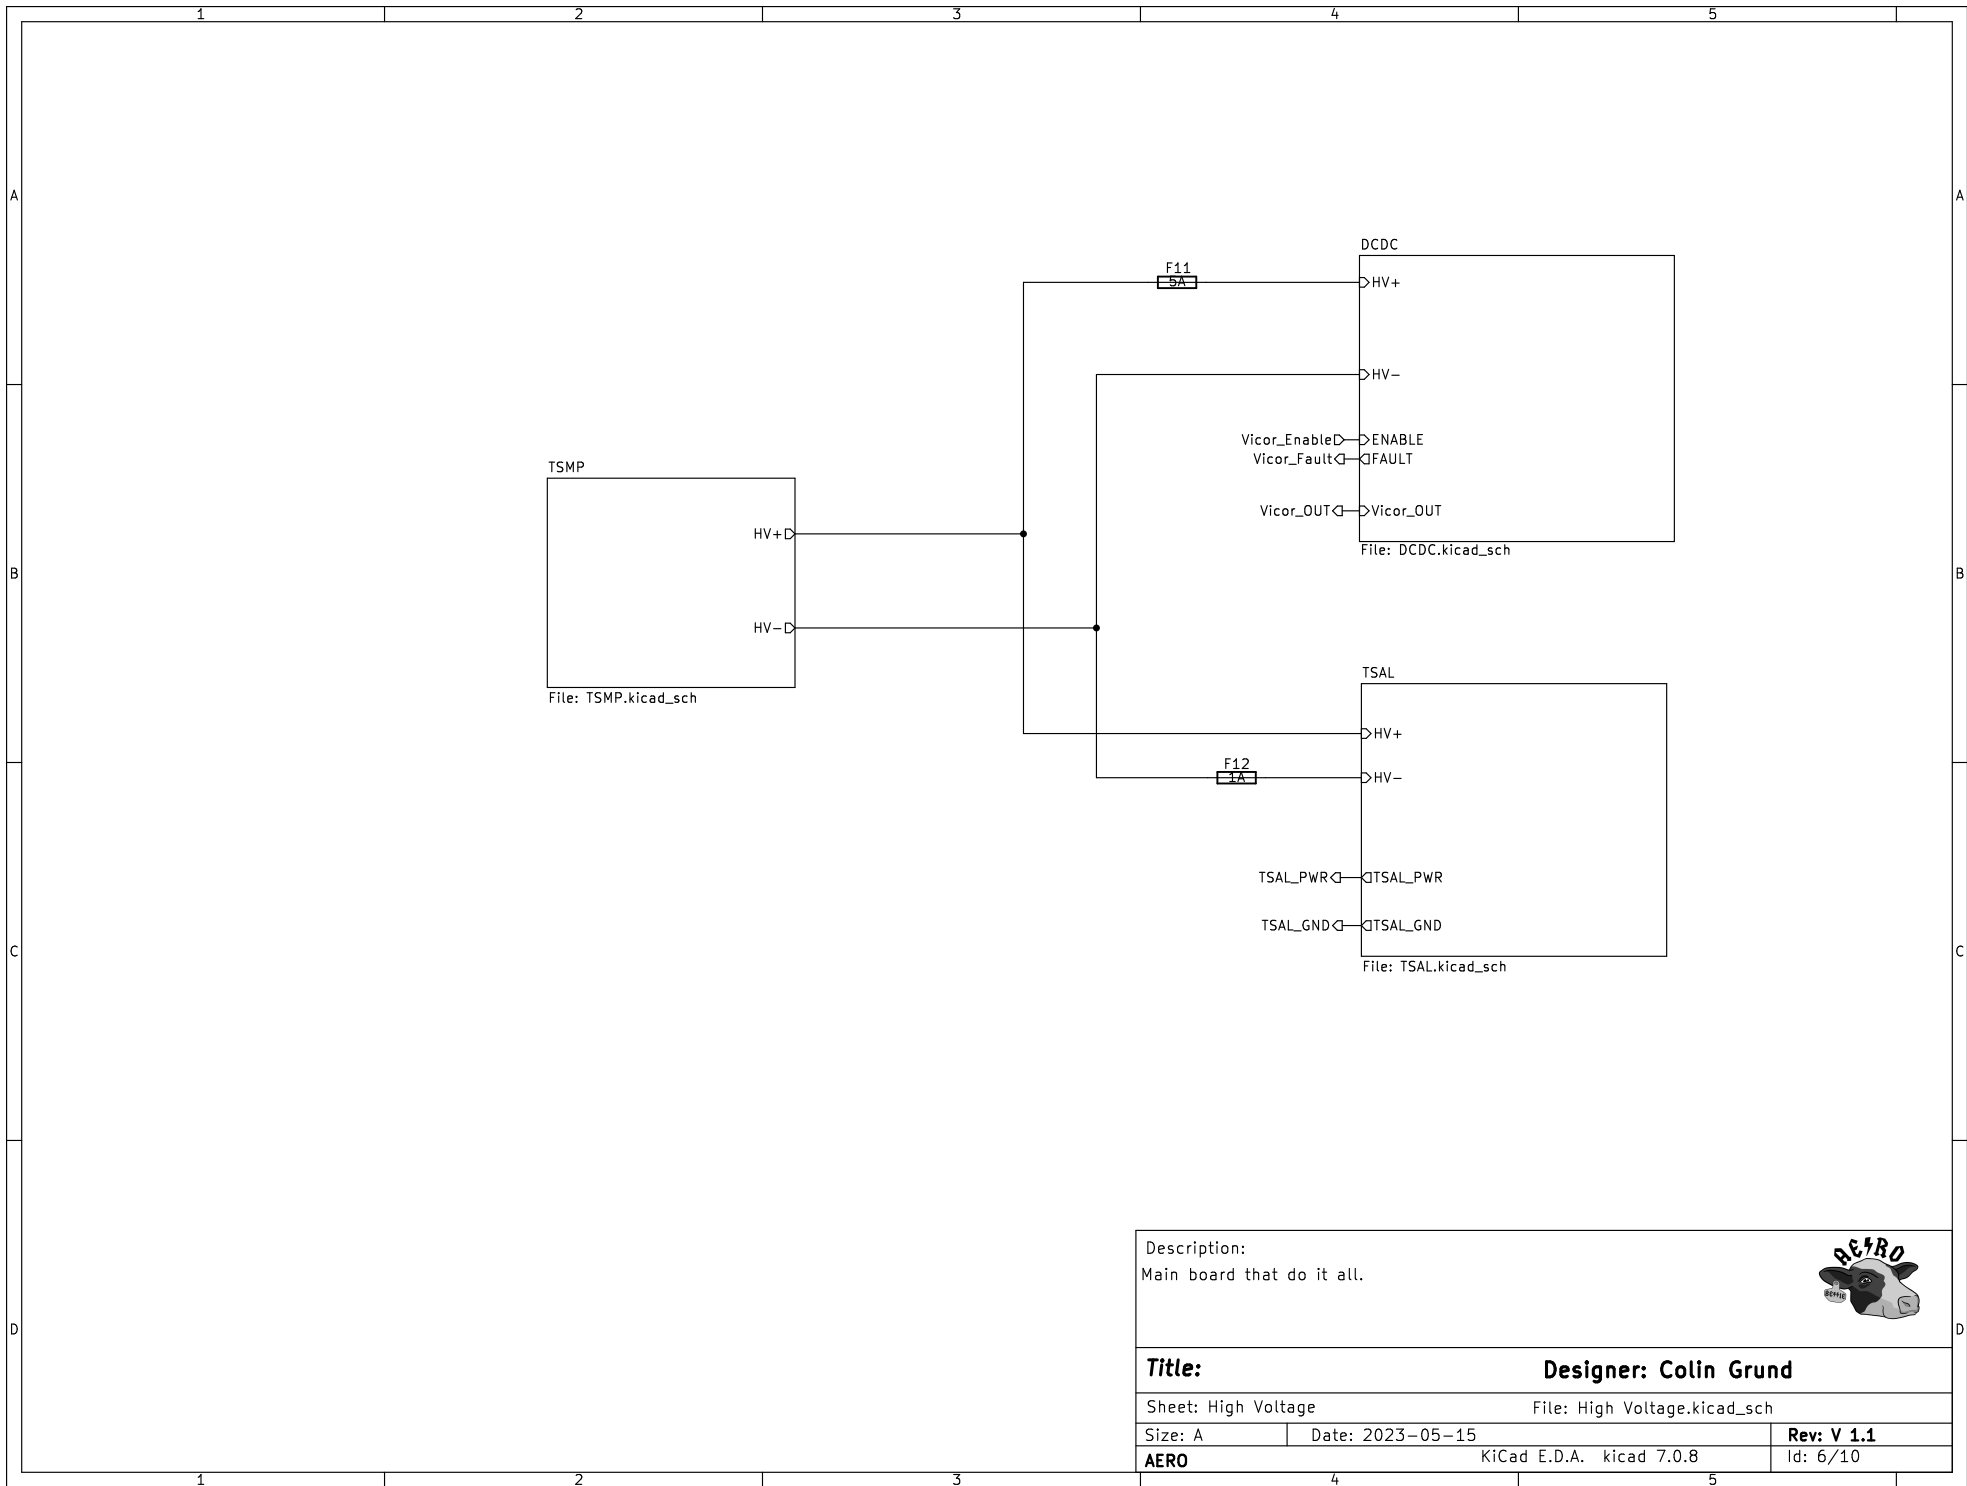 1 2 3 4 5
A A
DCDC
F11
5A
HV+
HV-
Vicor_Enable ENABLE
Vicor_Fault FAULT
TSMP
Vicor_OUT Vicor_OUT
HV+
File: DCDC.kicad_sch
B B
HV-
TSAL
File: TSMP.kicad_sch
HV+
F12
1A
HV-
TSAL_PWR TSAL_PWR
TSAL_GND TSAL_GND
C C
File: TSAL.kicad_sch
Description:
AERO
Main board that do it all.
BEffIE
D D
Title: Designer: Colin Grund
Sheet: High Voltage File: High Voltage.kicad_sch
Size: A Date: 2023-05-15 Rev: V 1.1
AERO KiCad E.D.A. kicad 7.0.8 Id: 6/10
1 2 3 4 5